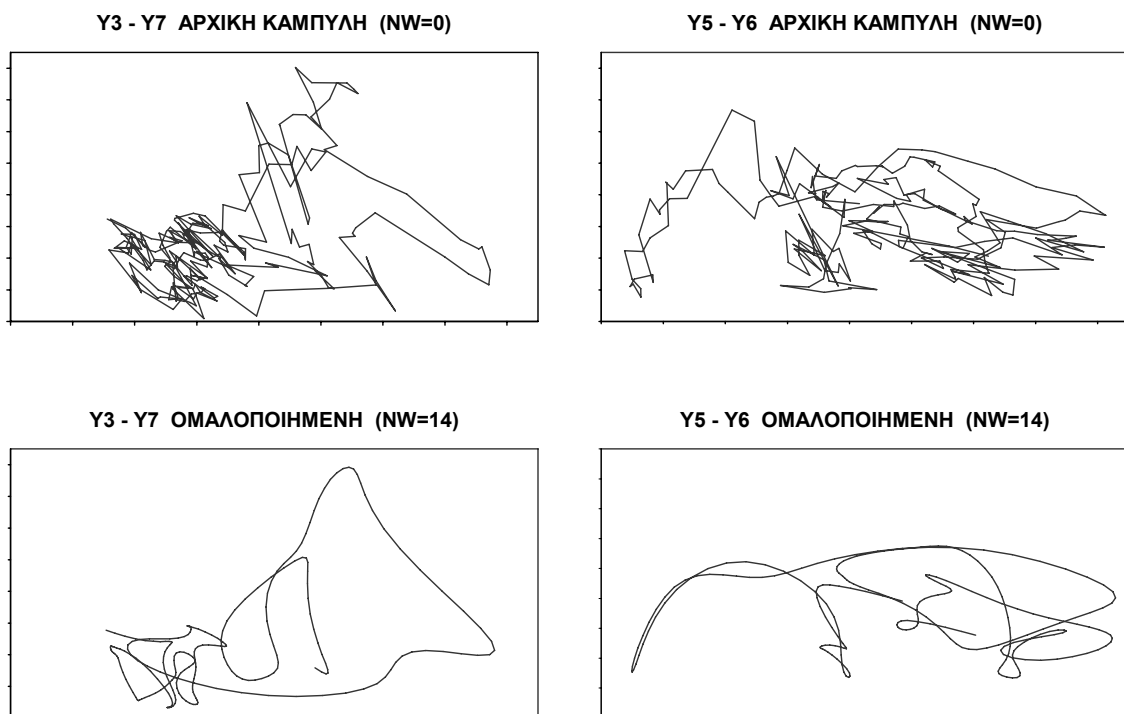 Y3 - Y7 ΑΡΧΙΚΗ ΚΑΜΠΥΛΗ (NW=0)
Y5 - Y6 ΑΡΧΙΚΗ ΚΑΜΠΥΛΗ (NW=0)
Y3 - Y7 ΟΜΑΛΟΠΟΙΗΜΕΝΗ (NW=14)
Y5 - Y6 ΟΜΑΛΟΠΟΙΗΜΕΝΗ (NW=14)